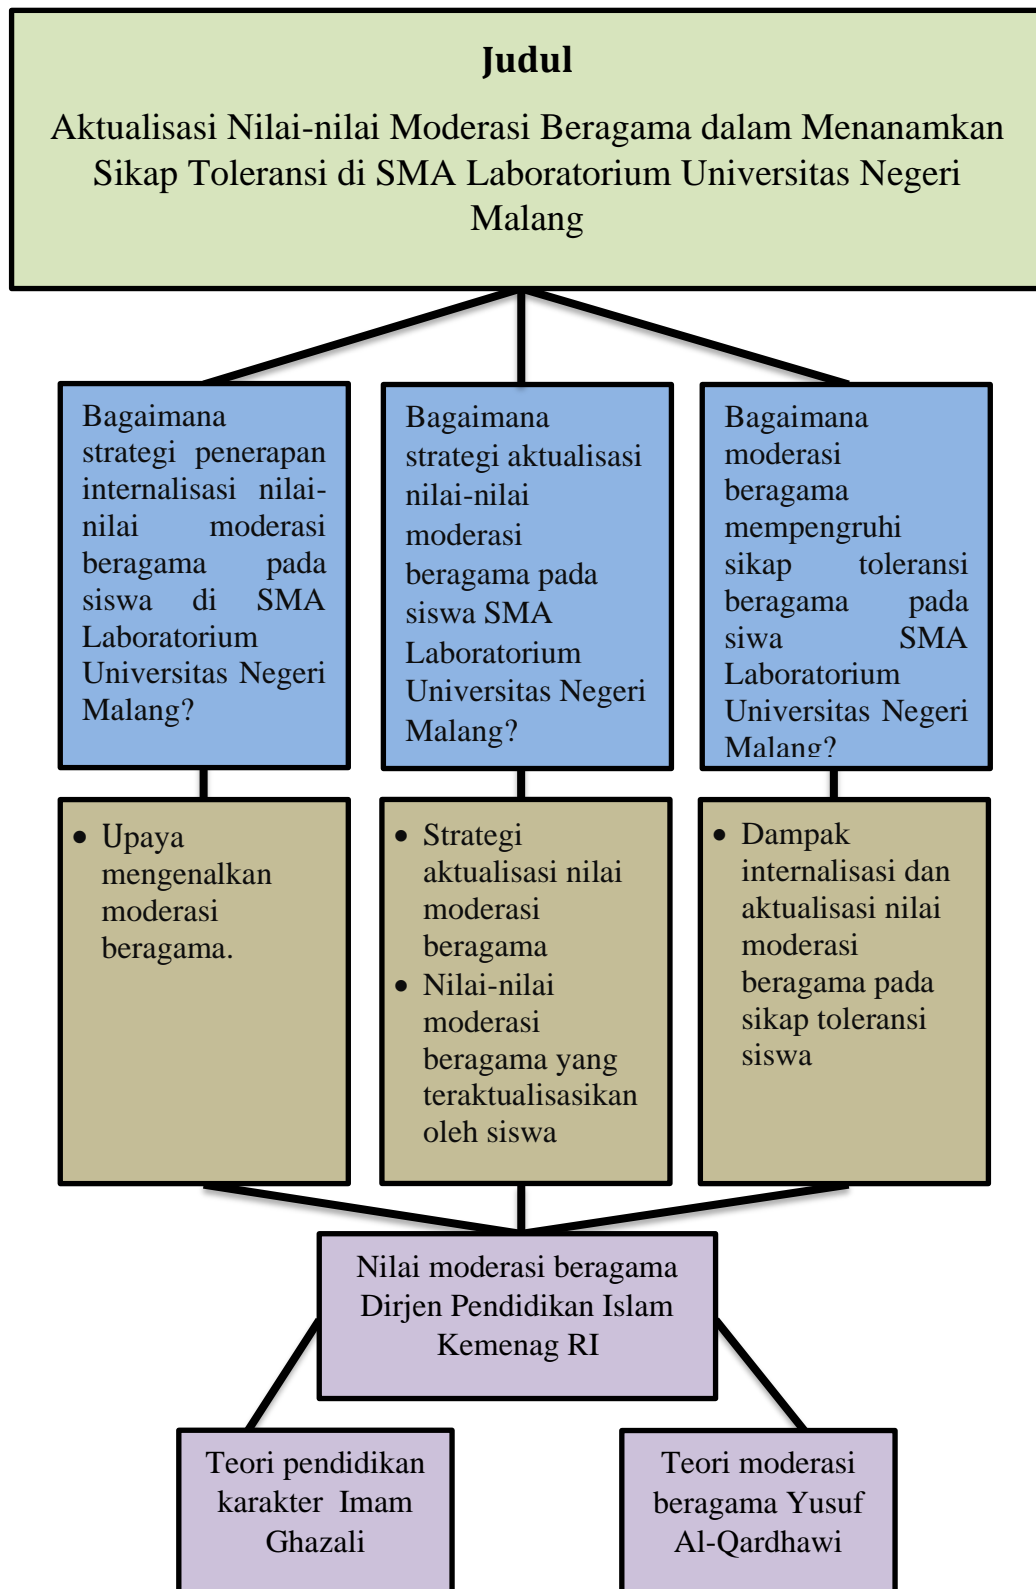 Judul
Aktualisasi Nilai-nilai Moderasi Beragama dalam Menanamkan
Sikap Toleransi di SMA Laboratorium Universitas Negeri
Malang
Bagaimana
strategi penerapan
internalisasi nilai-
nilai moderasi
beragama pada
siswa di SMA
Laboratorium
Universitas Negeri
Malang?
Bagaimana
strategi aktualisasi
nilai-nilai
moderasi
beragama pada
siswa SMA
Laboratorium
Universitas Negeri
Malang?
Bagaimana
moderasi
beragama
mempengruhi
sikap toleransi
beragama pada
siwa SMA
Laboratorium
Universitas Negeri
Malang?
• Upaya
mengenalkan
moderasi
beragama.
• Strategi
aktualisasi nilai
moderasi
beragama
• Nilai-nilai
moderasi
beragama yang
teraktualisasikan
oleh siswa
• Dampak
internalisasi dan
aktualisasi nilai
moderasi
beragama pada
sikap toleransi
siswa
Nilai moderasi beragama
Dirjen Pendidikan Islam
Kemenag RI
Teori pendidikan
karakter Imam
Ghazali
Teori moderasi
beragama Yusuf
Al-Qardhawi